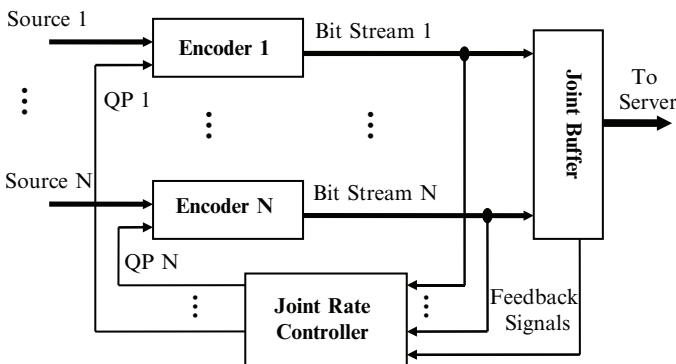 Source 1
Encoder 1
Bit Stream 1
Joint Buffer
To
Server
QP 1
Source N
Encoder N
Bit Stream N
QP N
Joint Rate
Controller
Feedback
Signals